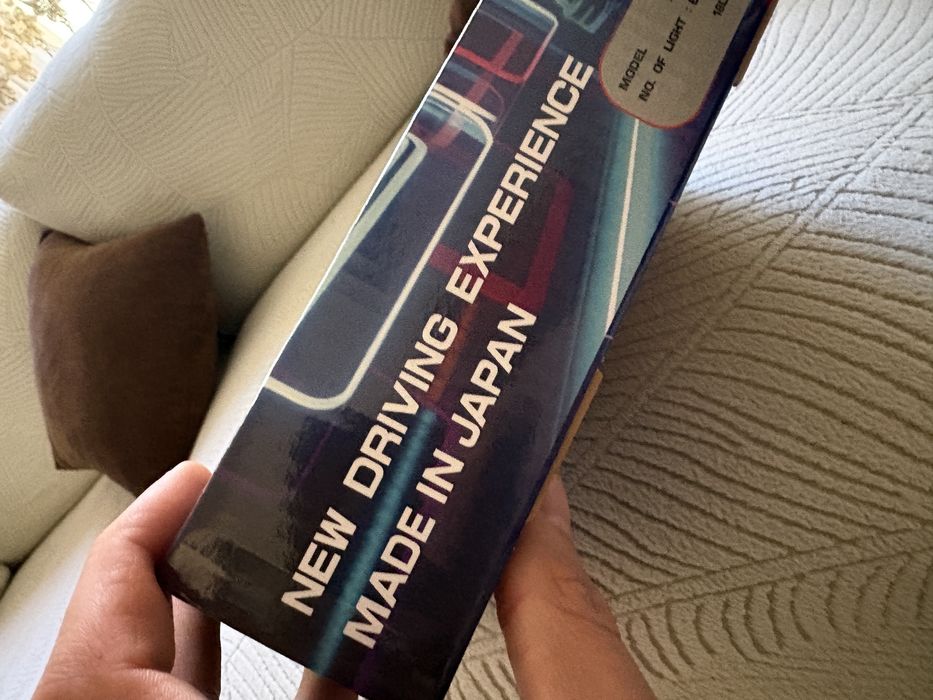 NEW DRIVING EXPERIENCE
MADE IN JAPAN
MODEL
NO. OF LIGHT :